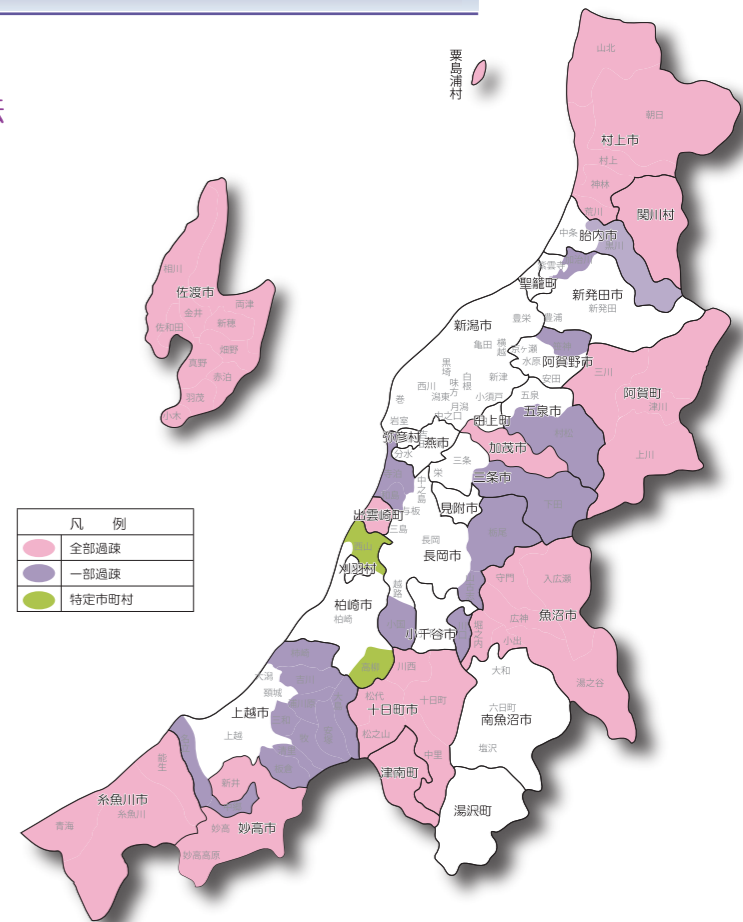 粟島浦村
山北
朝日
村上市
村上
神林
荒川
関川村
中条
胎内市
黒川
紫雲寺
聖籠町
新発田市
新発田
相川
佐渡市
両津
金井
新穂
佐和田
畑野
真野
赤泊
羽茂
小木
新潟市
豊栄
豊浦
亀田
横越
京ヶ瀬
水原
阿賀野市
安田
黒埼
白根
西川
味方
潟東
新津
月潟
小須戸
中之口
巻
岩室
三川
阿賀町
津川
上川
五泉
五泉市
村松
田上町
加茂市
弥彦村
燕市
分水
三条
三条市
下田
栄
中之島
見附市
与板
出雲崎町
三島
長岡
長岡市
栃尾
西山
刈羽村
越路
小国
柏崎市
柏崎
小千谷市
守門
入広瀬
魚沼市
広神
堀之内
小出
湯之谷
高柳
川西
大和
六日町
南魚沼市
塩沢
十日町
松代
十日町市
松之山
中里
津南町
湯沢町
柿崎
大潟
頸城
上越市
上越
能生
糸魚川市
糸魚川
青海
新井
妙高
妙高市
妙高高原
凡 例
全部過疎
一部過疎
特定市町村